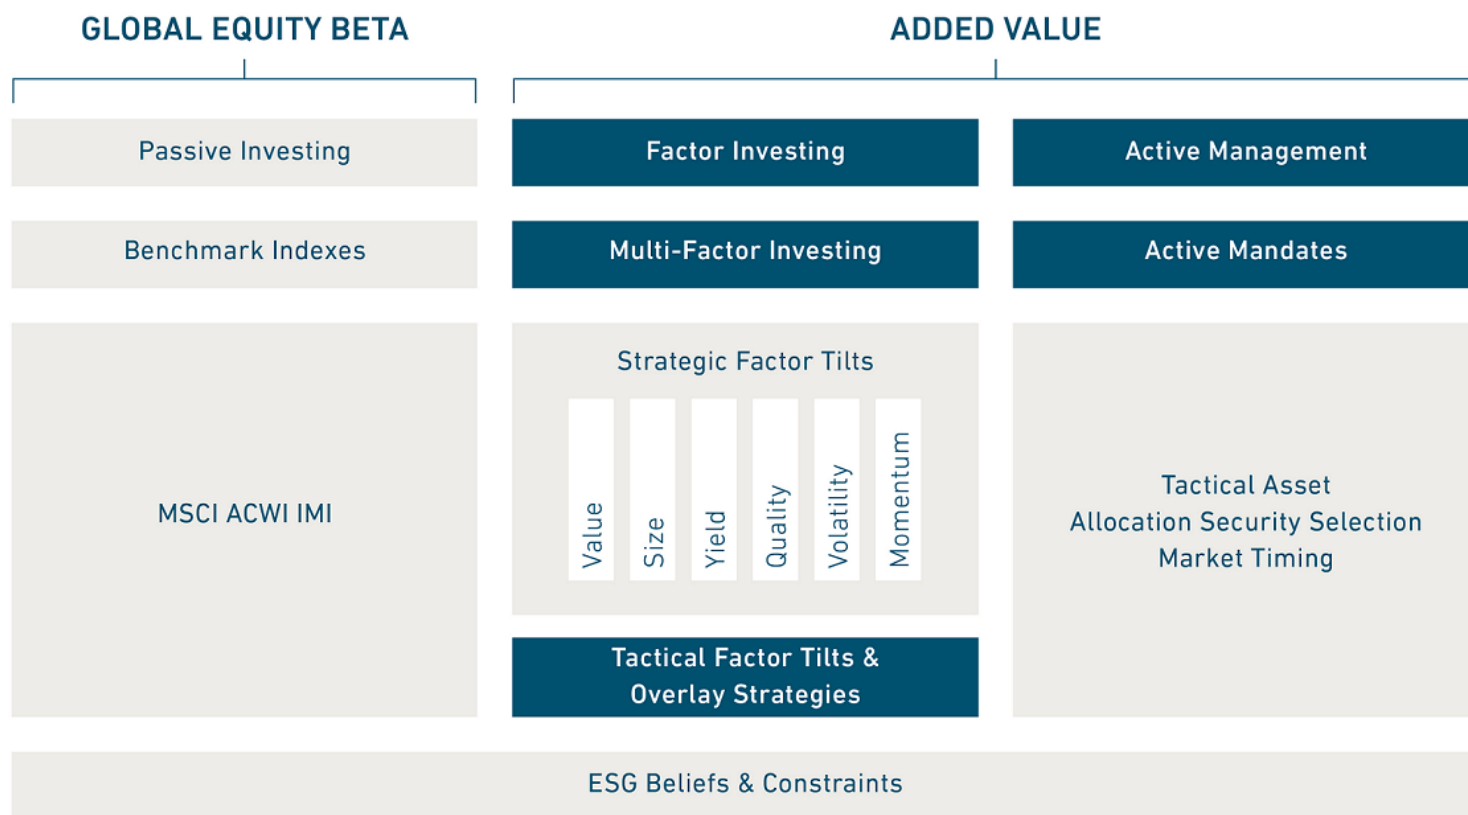 GLOBAL EQUITY BETA
ADDED VALUE
Passive Investing
Factor Investing
Active Management
Benchmark Indexes
Multi-Factor Investing
Active Mandates
MSCI ACWI IMI
Strategic Factor Tilts
Value
Size
Yield
Quality
Volatility
Momentum
Tactical Factor Tilts &
Overlay Strategies
Tactical Asset
Allocation Security Selection
Market Timing
ESG Beliefs & Constraints